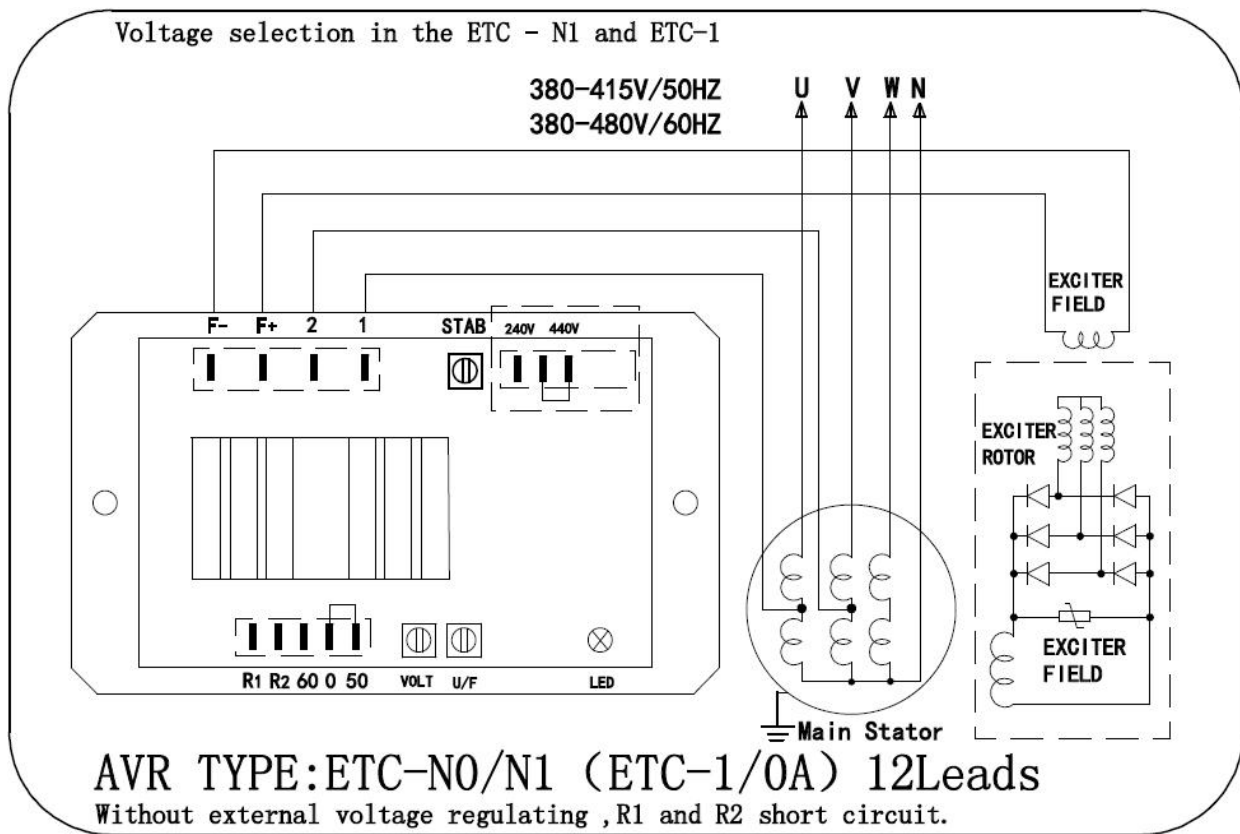 Voltage selection in the ETC - N1 and ETC-1
380-415V/50HZ
380-480V/60HZ
U V W N
F- F+ 2 1 STAB 240V 440V
EXCITER
FIELD
EXCITER
ROTOR
EXCITER
FIELD
R1 R2 60 0 50 VOLT U/F LED
Main Stator
AVR TYPE:ETC-N0/N1 (ETC-1/0A) 12Leads
Without external voltage regulating ,R1 and R2 short circuit.